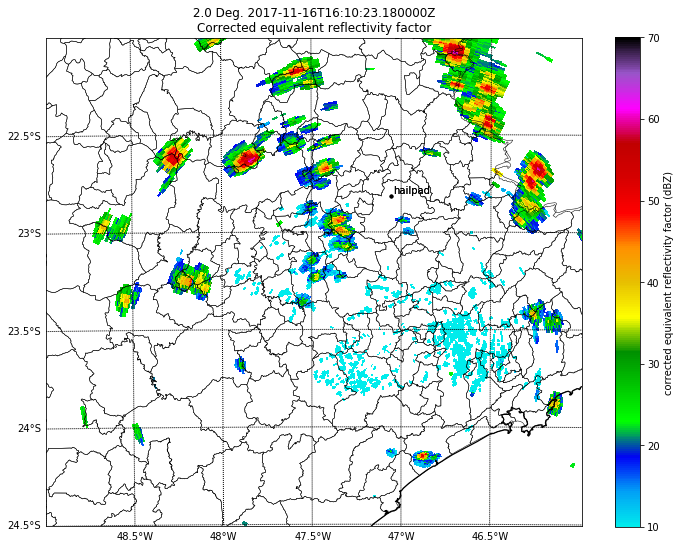 2.0 Deg. 2017-11-16T16:10:23.180000Z
Corrected equivalent reflectivity factor
hailpad
22.5°S
23°S
23.5°S
24°S
24.5°S
48.5°W
48°W
47.5°W
47°W
46.5°W
70
60
50
40
30
20
10
corrected equivalent reflectivity factor (dBZ)